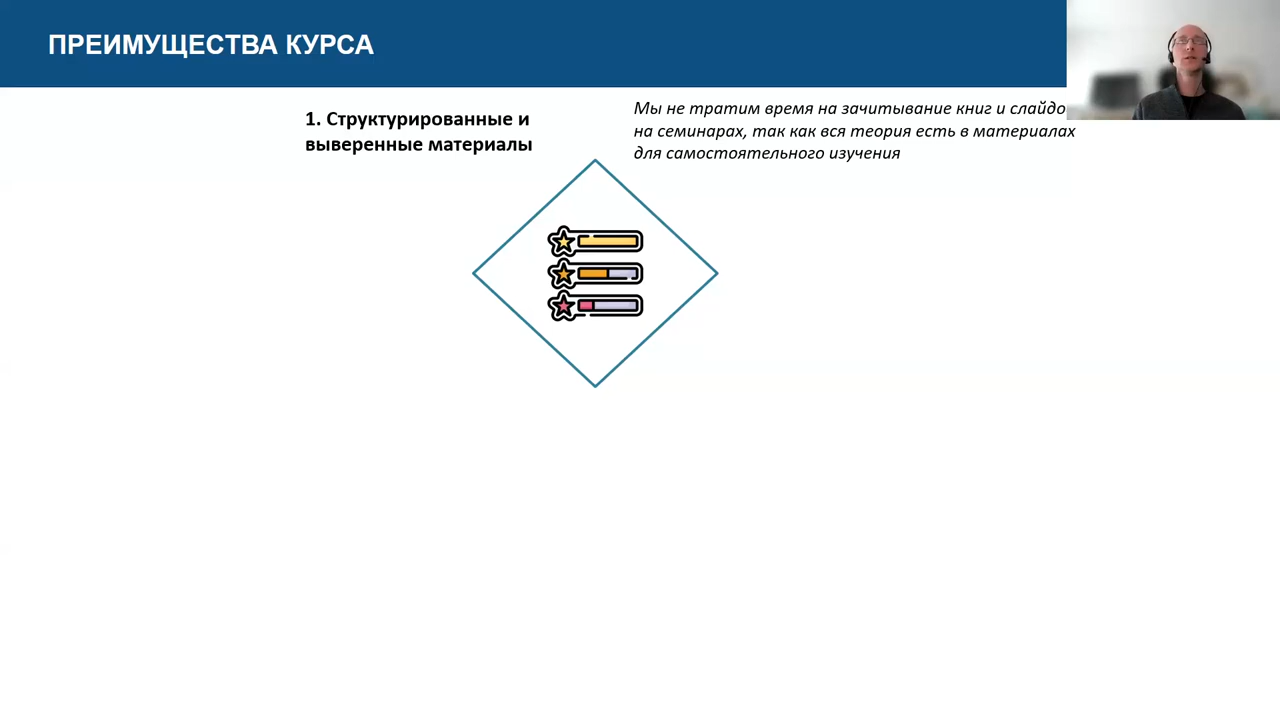 ПРЕИМУЩЕСТВА КУРСА
1. Структурированные и
выверенные материалы
Мы не тратим время на зачитывание книг и слайдо
на семинарах, так как вся теория есть в материалах
для самостоятельного изучения